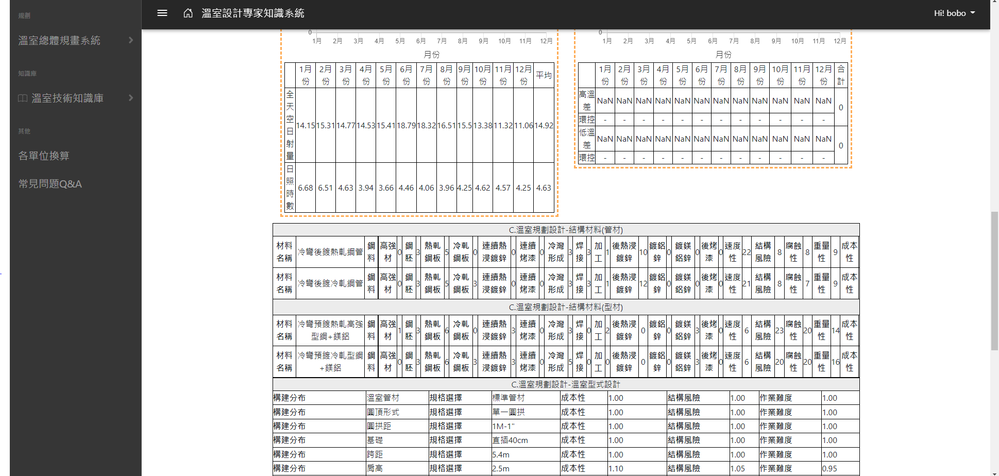 規劃
溫室總體規畫系統
知識庫
溫室技術知識庫
其他
各單位換算
常見問題Q&A
溫室設計專家知識系統
Hi! bobo
0
1月 2月 3月 4月 5月 6月 7月 8月 9月 10月 11月 12月
月份
1月份 2月份 3月份 4月份 5月份 6月份 7月份 8月份 9月份 10月份 11月份 12月份 平均
全天空日射量 14.15 15.31 14.77 14.53 15.41 18.79 18.32 16.51 15.5 13.38 11.32 11.06 14.92
日照時數 6.68 6.51 4.63 3.94 3.66 4.46 4.06 3.96 4.25 4.62 4.57 4.25 4.63
0
1月 2月 3月 4月 5月 6月 7月 8月 9月 10月 11月 12月
月份
1月份 2月份 3月份 4月份 5月份 6月份 7月份 8月份 9月份 10月份 11月份 12月份 合計
高溫差 NaN NaN NaN NaN NaN NaN NaN NaN NaN NaN NaN NaN 0
環控 - - - - - - - - - - - -
低溫差 NaN NaN NaN NaN NaN NaN NaN NaN NaN NaN NaN NaN 0
環控 - - - - - - - - - - - -
C.溫室規劃設計-結構材料(管材)
材料名稱 冷彎後鍍熱軋鋼管 鋼料 高強材 0 鋼胚 3 熱軋鋼板 5 冷軋鋼板 0 連續熱浸鍍鋅 0 連續烤漆 0 冷灣形成 3 焊接 3 加工 1 後熱浸鍍鋅 10 鍍鋁鋅 0 鍍鎂鋁鋅 0 後烤漆 0 速度性 22 結構風險 8 腐蝕性 8 重量性 9 成本性
材料名稱 冷彎後鍍冷軋鋼管 鋼料 高強材 0 鋼胚 3 熱軋鋼板 5 冷軋鋼板 3 連續熱浸鍍鋅 0 連續烤漆 0 冷灣形成 3 焊接 3 加工 1 後熱浸鍍鋅 12 鍍鋁鋅 0 鍍鎂鋁鋅 0 後烤漆 0 速度性 21 結構風險 8 腐蝕性 7 重量性 9 成本性
C.溫室規劃設計-結構材料(型材)
材料名稱 冷彎預鍍熱軋高強型鋼+鎂鋁 鋼料 高強材 1 鋼胚 3 熱軋鋼板 6 冷軋鋼板 0 連續熱浸鍍鋅 3 連續烤漆 0 冷灣形成 3 焊接 0 加工 2 後熱浸鍍鋅 0 鍍鋁鋅 0 鍍鎂鋁鋅 3 後烤漆 0 速度性 6 結構風險 23 腐蝕性 20 重量性 14 成本性
材料名稱 冷彎預鍍冷軋型鋼+鎂鋁 鋼料 高強材 0 鋼胚 3 熱軋鋼板 6 冷軋鋼板 3 連續熱浸鍍鋅 3 連續烤漆 0 冷灣形成 5 焊接 0 加工 0 後熱浸鍍鋅 0 鍍鋁鋅 0 鍍鎂鋁鋅 3 後烤漆 0 速度性 6 結構風險 20 腐蝕性 20 重量性 16 成本性
C.溫室規劃設計-溫室型式設計
構建分布 溫室管材 規格選擇 標準管材 成本性 1.00 結構風險 1.00 作業難度 1.00
構建分布 圓頂形式 規格選擇 單一圓拱 成本性 1.00 結構風險 1.00 作業難度 1.00
構建分布 圓拱距 規格選擇 1M-1" 成本性 1.00 結構風險 1.00 作業難度 1.00
構建分布 基礎 規格選擇 直插40cm 成本性 1.00 結構風險 1.00 作業難度 1.00
構建分布 跨距 規格選擇 5.4m 成本性 1.00 結構風險 1.00 作業難度 1.00
構建分布 肩高 規格選擇 2.5m 成本性 1.10 結構風險 1.05 作業難度 0.95